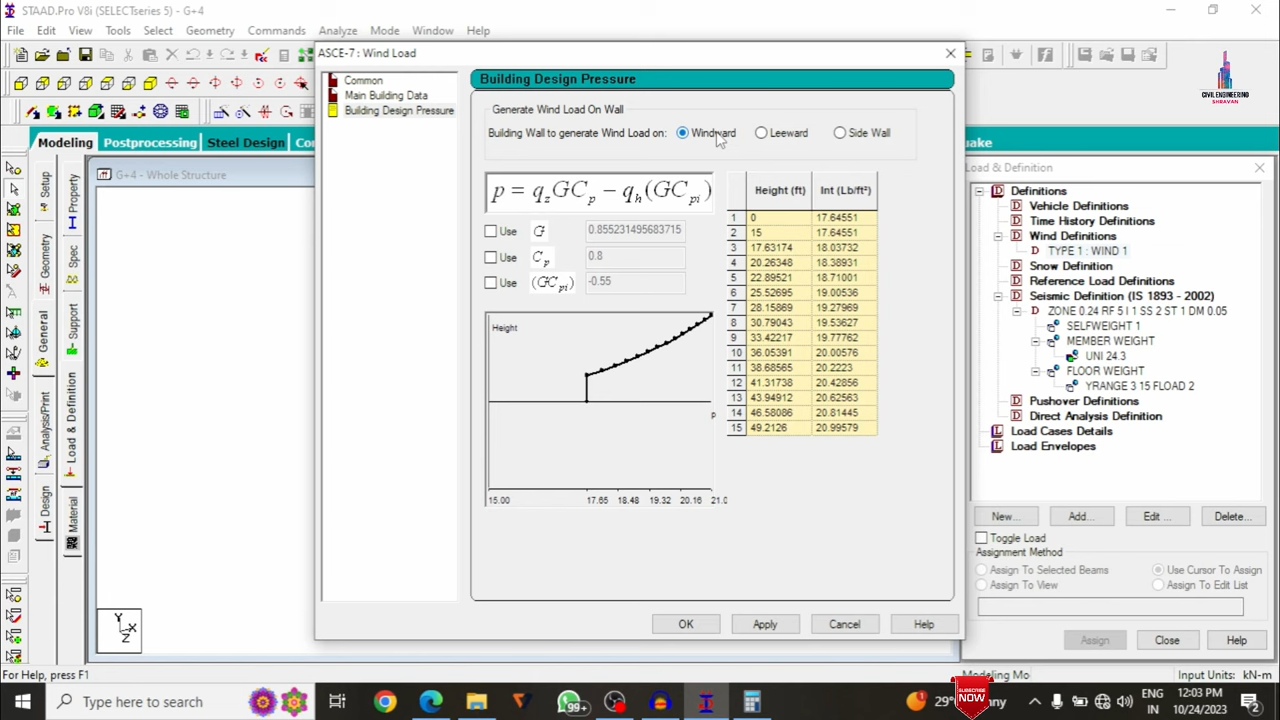 STAAD.Pro V8i (SELECTseries 5) - G+4
File Edit View Tools Select Geometry Commands Analyze Mode Window Help
ASCE-7 : Wind Load
Common
Main Building Data
Building Design Pressure
Building Design Pressure
Generate Wind Load On Wall
Building Wall to generate Wind Load on: Windward Leeward Side Wall
p = qzGCp − qh(GCpi)
Use G 0.855231495683715
Use Cp 0.8
Use (GCpi) -0.55
Height (ft) Int (Lb/ft²)
1 0 17.64551
2 15 17.64551
3 17.63174 18.03732
4 20.26348 18.38931
5 22.89521 18.71001
6 25.52695 19.00536
7 28.15869 19.27969
8 30.79043 19.53627
9 33.42217 19.77762
10 36.05391 20.00576
11 38.68565 20.2223
12 41.31738 20.42856
13 43.94912 20.62563
14 46.58086 20.81445
15 49.2126 20.99579
Height
p
15.00 17.65 18.48 19.32 20.16 21.0
OK Apply Cancel Help
Modeling Postprocessing Steel Design Co
uake
G+4 - Whole Structure
Setup
Geometry
General
Analysis/Print
Design
Property
Spec
Support
Load & Definition
Material
Y
X
Z
CIVIL ENGINEERING
SHRAVAN
Load & Definition
Definitions
Vehicle Definitions
Time History Definitions
Wind Definitions
TYPE 1 : WIND 1
Snow Definition
Reference Load Definitions
Seismic Definition (IS 1893 - 2002)
ZONE 0.24 RF 5 I 1 SS 2 ST 1 DM 0.05
SELFWEIGHT 1
MEMBER WEIGHT
UNI 24.3
FLOOR WEIGHT
YRANGE 3 15 FLOAD 2
Pushover Definitions
Direct Analysis Definition
Load Cases Details
Load Envelopes
New... Add... Edit ... Delete...
Toggle Load
Assignment Method
Assign To Selected Beams Use Cursor To Assign
Assign To View Assign To Edit List
Assign Close Help
For Help, press F1
Modeling Mo
Input Units: kN-m
Type here to search
99+
SUBSCRIBE
NOW
29°
nny
ENG
IN
12:03 PM
10/24/2023
2